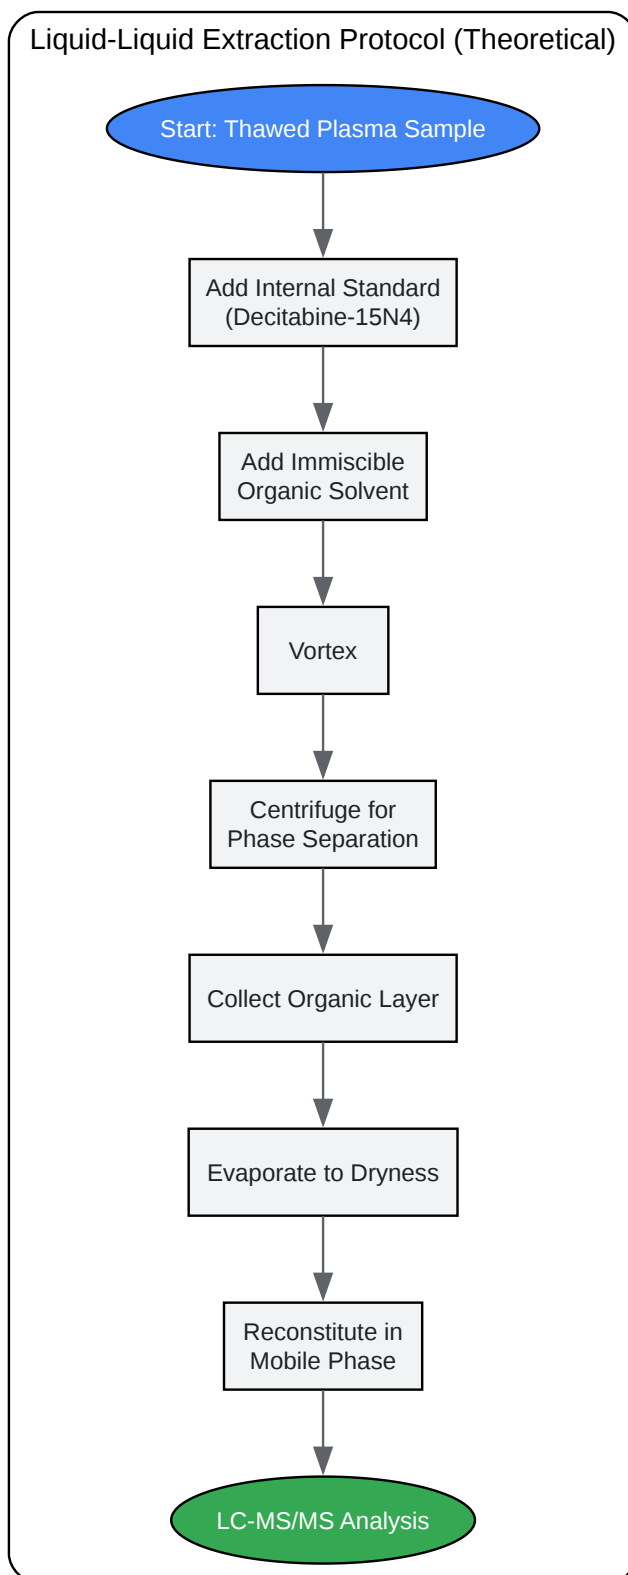 Liquid-Liquid Extraction Protocol (Theoretical)
Start: Thawed Plasma Sample
Add Internal Standard
(Decitabine-15N4)
Add Immiscible
Organic Solvent
Vortex
Centrifuge for
Phase Separation
Collect Organic Layer
Evaporate to Dryness
Reconstitute in
Mobile Phase
LC-MS/MS Analysis